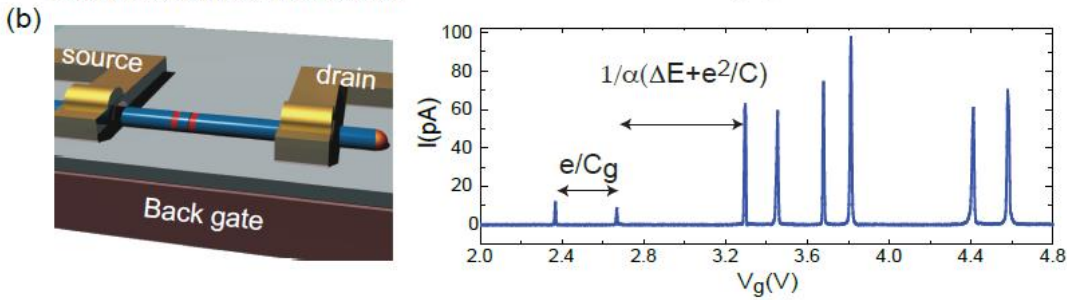 (b)
source
drain
Back gate
I(pA)
100
80
60
40
20
0
1/α(ΔE+e²/C)
e/Cg
2.0 2.4 2.8 3.2 3.6 4.0 4.4 4.8
Vg(V)